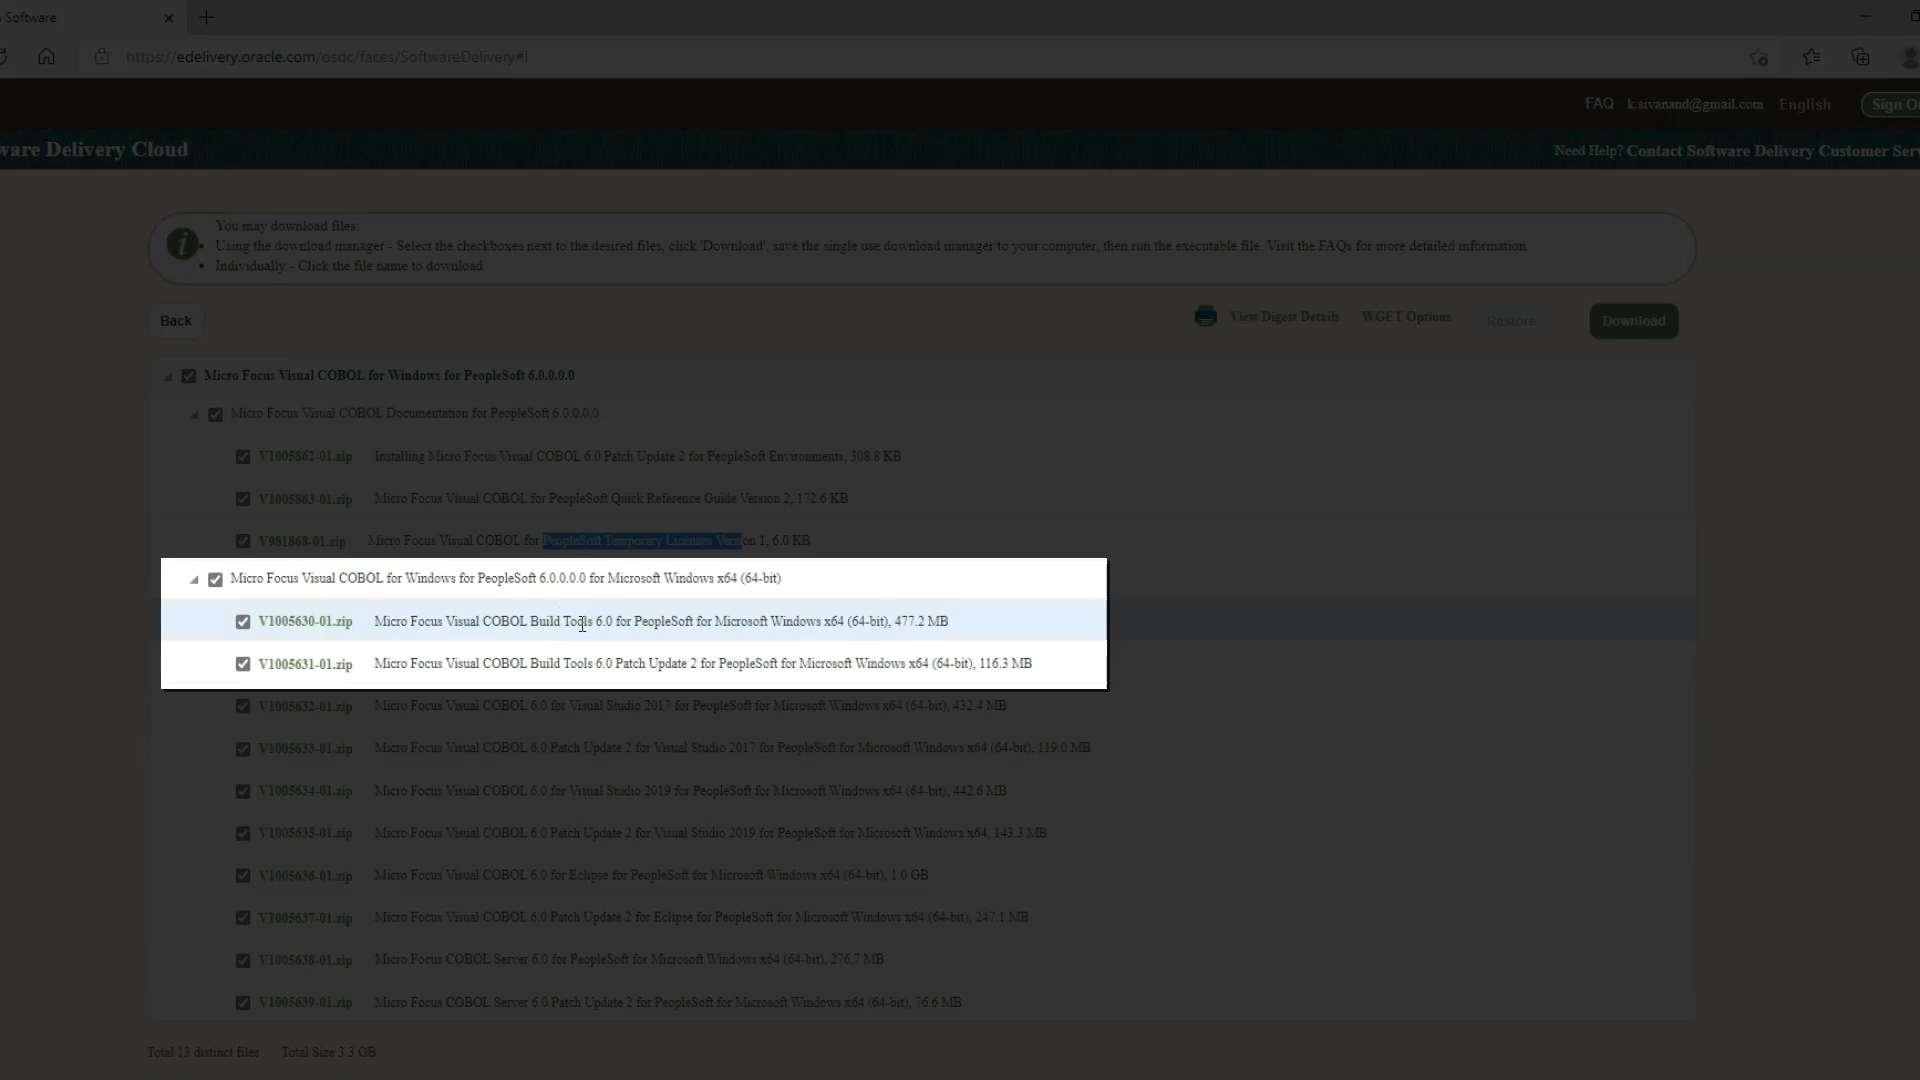 Software
https://edelivery.oracle.com/osdc/faces/SoftwareDelivery#!
FAQ k.sivanand@gmail.com English Sign O
ware Delivery Cloud
Need Help? Contact Software Delivery Customer Serv
You may download files:
• Using the download manager - Select the checkboxes next to the desired files, click 'Download', save the single use download manager to your computer, then run the executable file. Visit the FAQs for more detailed information.
• Individually - Click the file name to download
Back View Digest Details WGET Options Restore Download
Micro Focus Visual COBOL for Windows for PeopleSoft 6.0.0.0.0
Micro Focus Visual COBOL Documentation for PeopleSoft 6.0.0.0.0
V1005862-01.zip Installing Micro Focus Visual COBOL 6.0 Patch Update 2 for PeopleSoft Environments, 308.8 KB
V1005863-01.zip Micro Focus Visual COBOL for PeopleSoft Quick Reference Guide Version 2, 172.6 KB
V981868-01.zip Micro Focus Visual COBOL for PeopleSoft Temporary Licenses Version 1, 6.0 KB
Micro Focus Visual COBOL for Windows for PeopleSoft 6.0.0.0.0 for Microsoft Windows x64 (64-bit)
V1005630-01.zip Micro Focus Visual COBOL Build Tools 6.0 for PeopleSoft for Microsoft Windows x64 (64-bit), 477.2 MB
V1005631-01.zip Micro Focus Visual COBOL Build Tools 6.0 Patch Update 2 for PeopleSoft for Microsoft Windows x64 (64-bit), 116.3 MB
V1005632-01.zip Micro Focus Visual COBOL 6.0 for Visual Studio 2017 for PeopleSoft for Microsoft Windows x64 (64-bit), 432.4 MB
V1005633-01.zip Micro Focus Visual COBOL 6.0 Patch Update 2 for Visual Studio 2017 for PeopleSoft for Microsoft Windows x64 (64-bit), 119.0 MB
V1005634-01.zip Micro Focus Visual COBOL 6.0 for Visual Studio 2019 for PeopleSoft for Microsoft Windows x64 (64-bit), 442.6 MB
V1005635-01.zip Micro Focus Visual COBOL 6.0 Patch Update 2 for Visual Studio 2019 for PeopleSoft for Microsoft Windows x64, 143.3 MB
V1005636-01.zip Micro Focus Visual COBOL 6.0 for Eclipse for PeopleSoft for Microsoft Windows x64 (64-bit), 1.0 GB
V1005637-01.zip Micro Focus Visual COBOL 6.0 Patch Update 2 for Eclipse for PeopleSoft for Microsoft Windows x64 (64-bit), 247.1 MB
V1005638-01.zip Micro Focus COBOL Server 6.0 for PeopleSoft for Microsoft Windows x64 (64-bit), 276.7 MB
V1005639-01.zip Micro Focus COBOL Server 6.0 Patch Update 2 for PeopleSoft for Microsoft Windows x64 (64-bit), 76.6 MB
Total 13 distinct files Total Size 3.3 GB